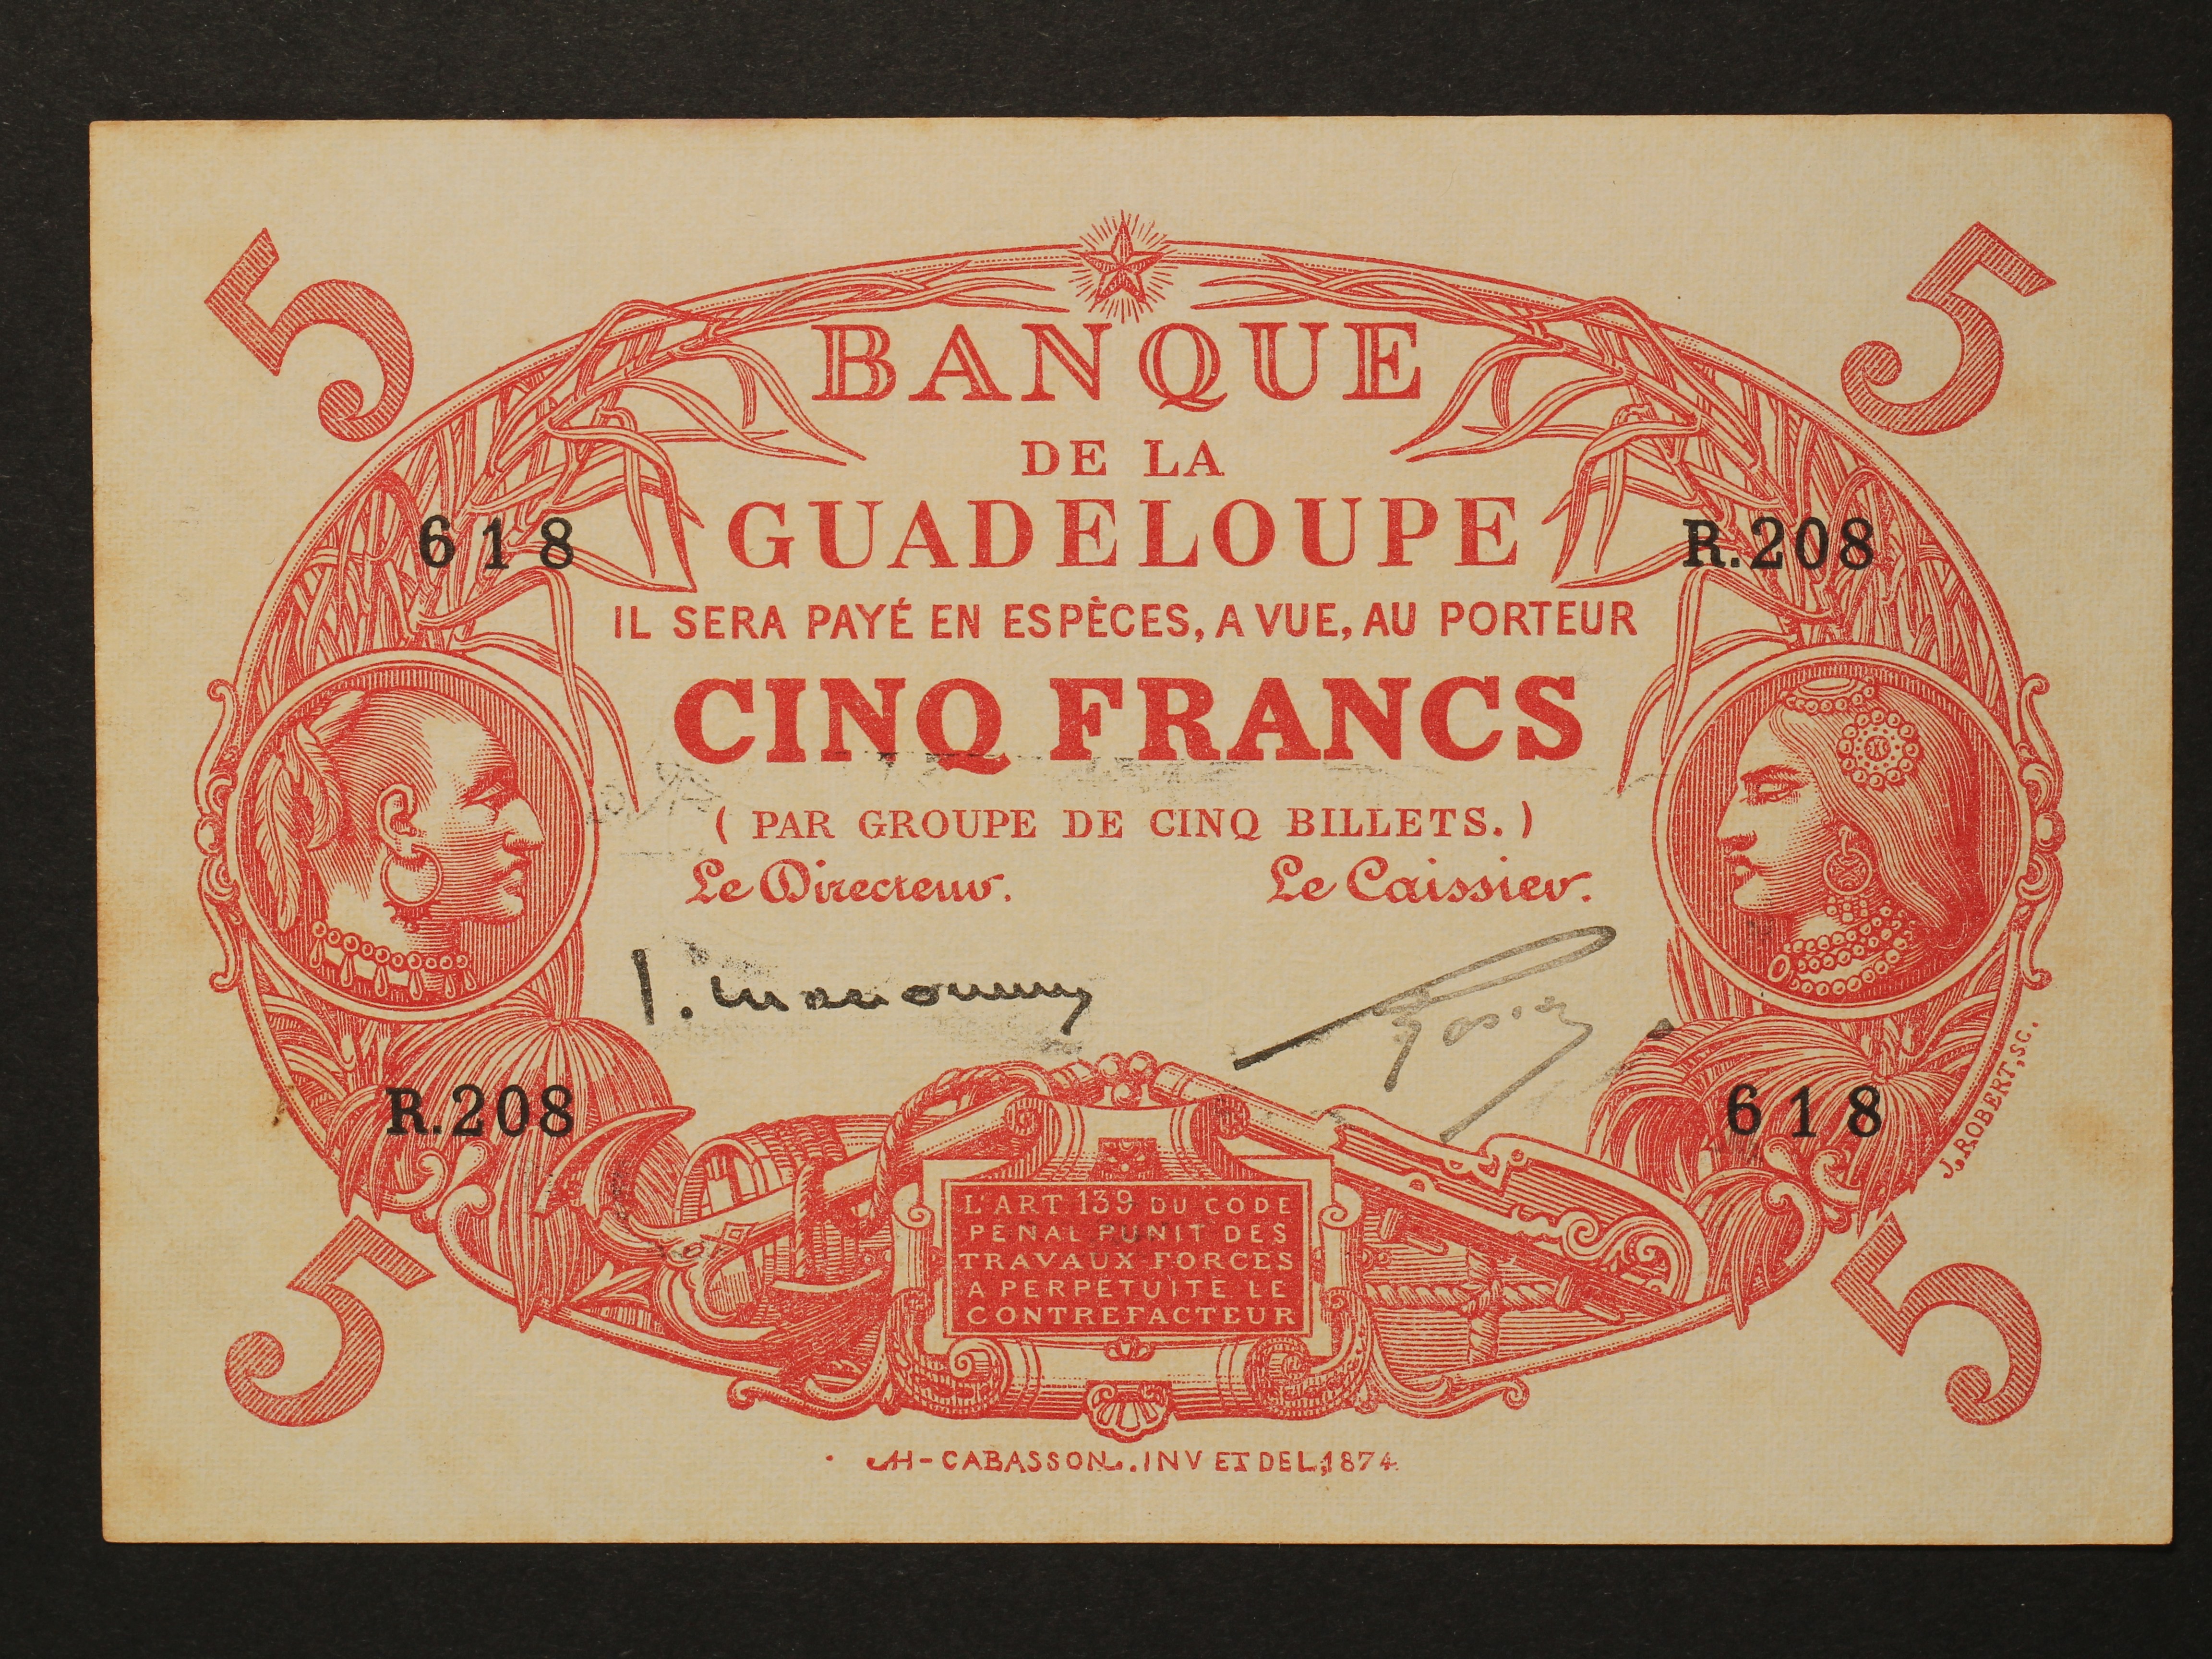 5
5
BANQUE
DE LA
GUADELOUPE
618
R.208
IL SERA PAYÉ EN ESPÈCES, A VUE, AU PORTEUR
CINQ FRANCS
( PAR GROUPE DE CINQ BILLETS. )
Le Directeur.
Le Caissier.
R.208
618
J. ROBERT, SC.
L'ART 139 DU CODE
PENAL PUNIT DES
TRAVAUX FORCES
A PERPETUITE LE
CONTREFACTEUR
5
5
H-CABASSON. INV ET DEL, 1874